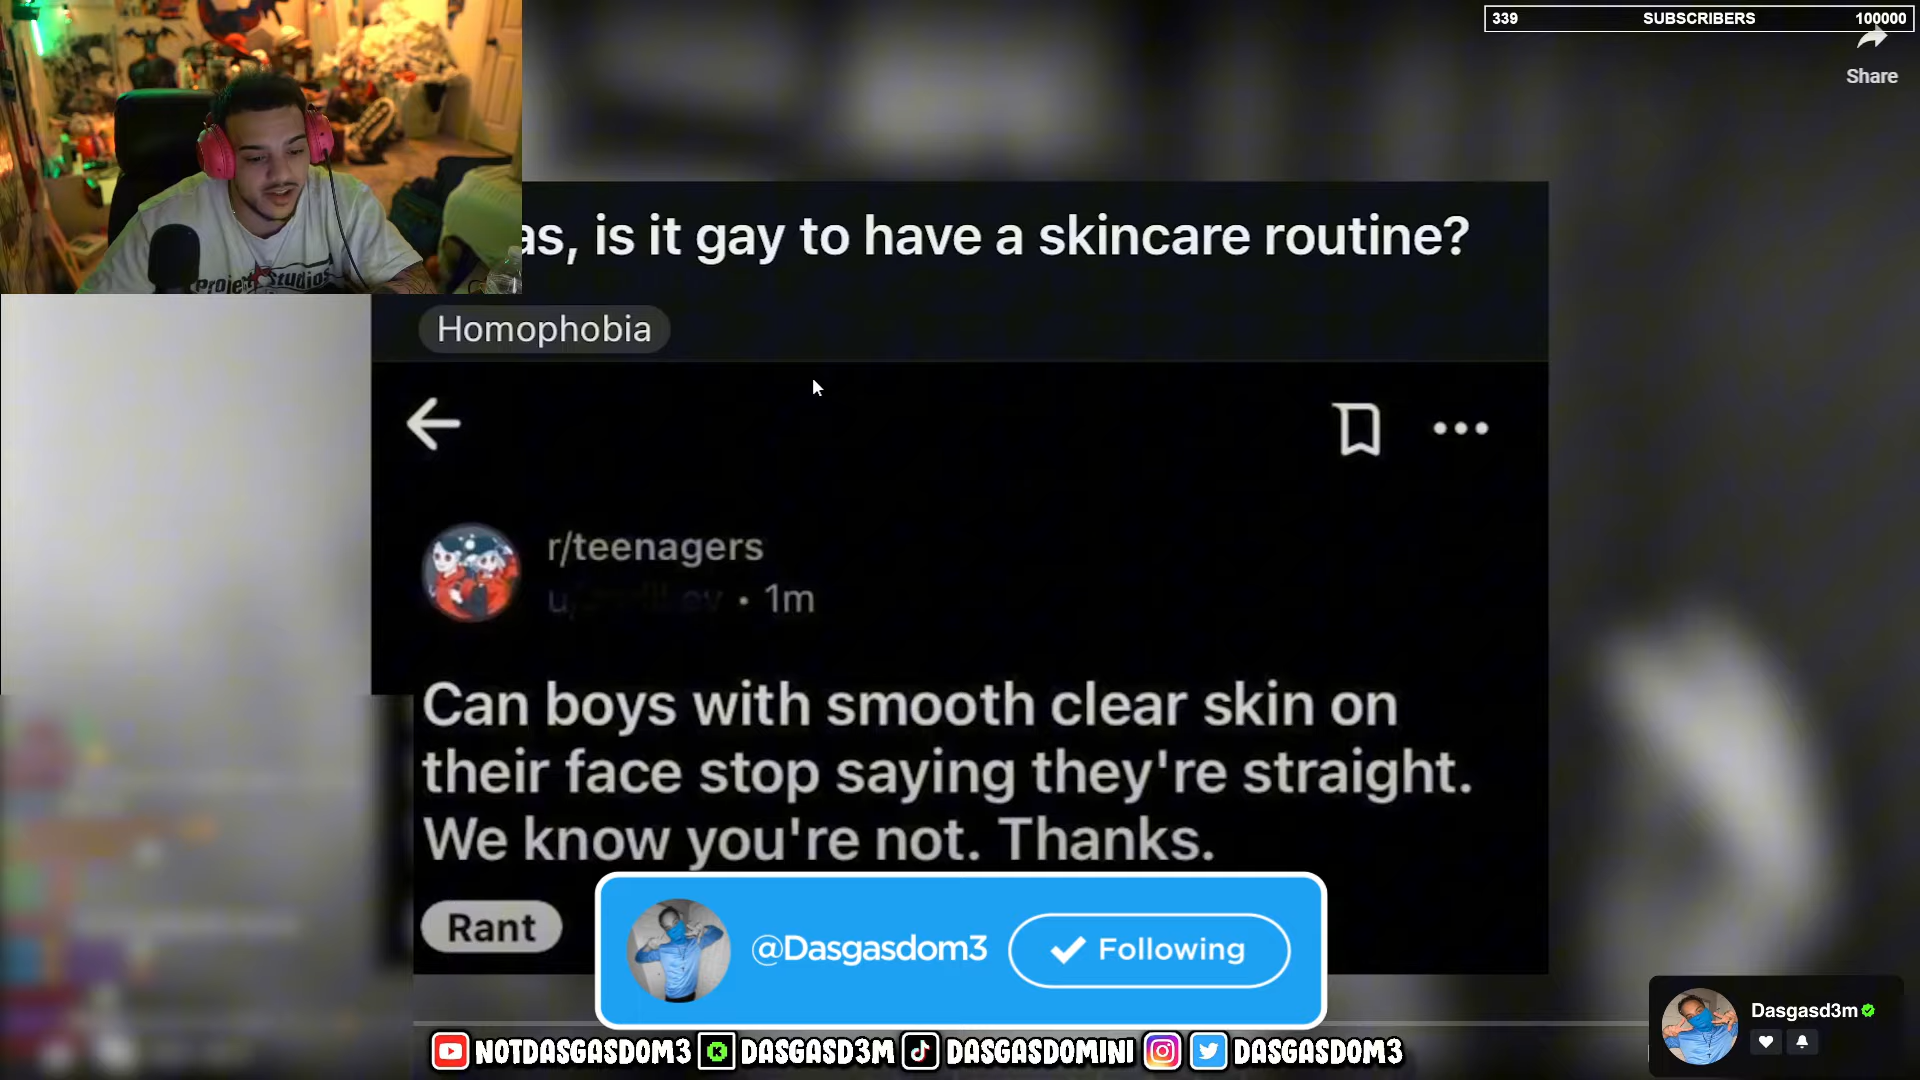 339 SUBSCRIBERS 100000
Share
as, is it gay to have a skincare routine?
Project Studios
Homophobia
r/teenagers
• 1m
Can boys with smooth clear skin on
their face stop saying they're straight.
We know you're not. Thanks.
Rant
@Dasgasdom3 Following
Dasgasd3m
NOTDASGASDOM3 DASGASD3M DASGASDOMINI DASGASDOM3